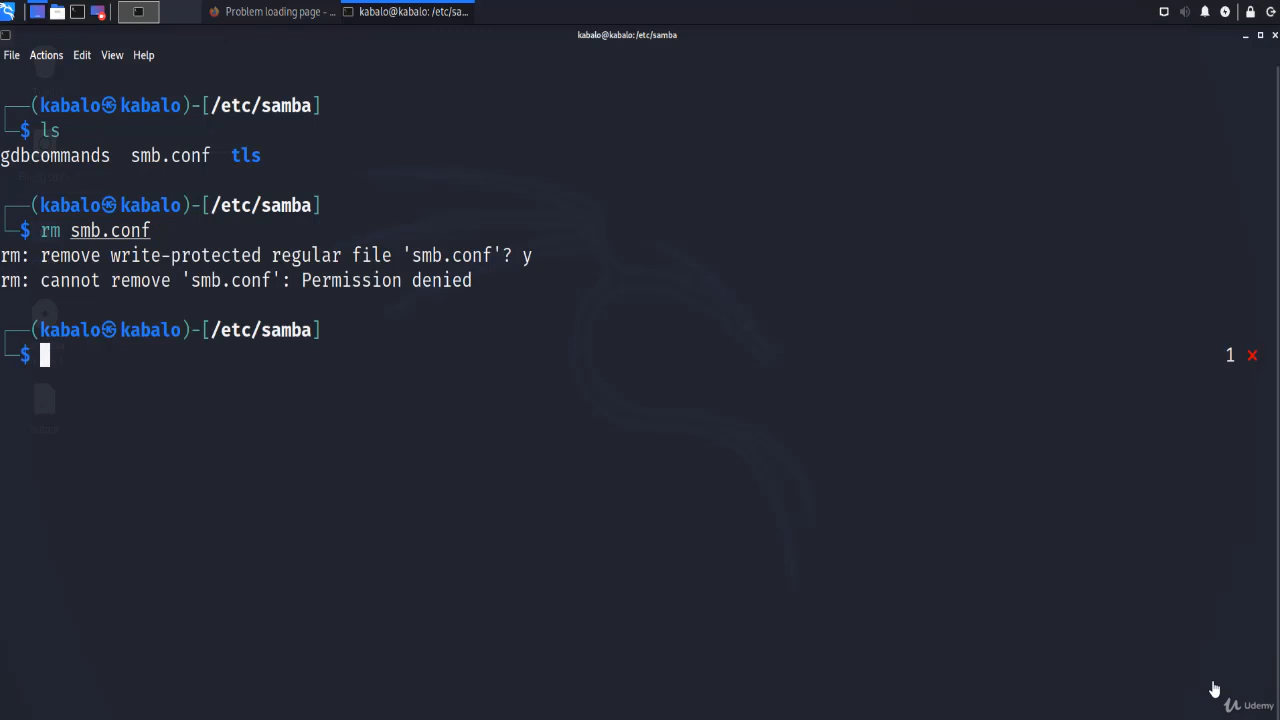 Problem loading page - ...
kabalo@kabalo: /etc/sa...
kabalo@kabalo: /etc/samba
File Actions Edit View Help
(kabalo㉿kabalo)-[/etc/samba]
$ ls
gdbcommands smb.conf tls
(kabalo㉿kabalo)-[/etc/samba]
$ rm smb.conf
rm: remove write-protected regular file 'smb.conf'? y
rm: cannot remove 'smb.conf': Permission denied
(kabalo㉿kabalo)-[/etc/samba]
$
1 ✗
Udemy